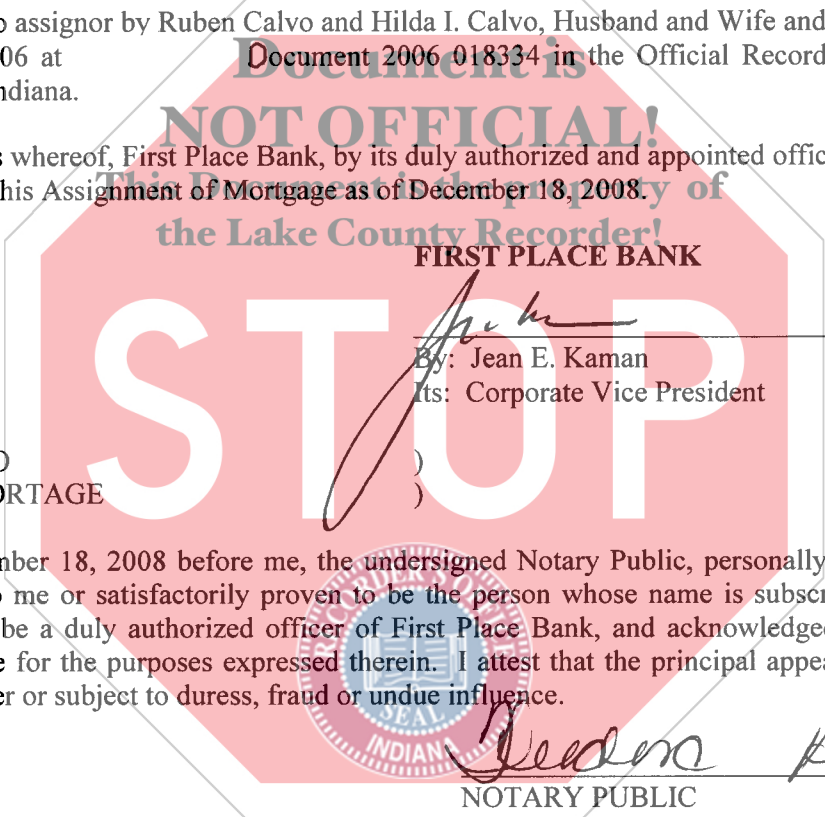 o assignor by Ruben Calvo and Hilda I. Calvo, Husband and Wife and
06 at Document 2006 018334 in the Official Record
ndiana.
Document is
NOT OFFICIAL!
This Document is the property of
the Lake County Recorder!
s whereof, First Place Bank, by its duly authorized and appointed offic
his Assignment of Mortgage as of December 18, 2008.
FIRST PLACE BANK
By: Jean E. Kaman
Its: Corporate Vice President
STOP
O )
ORTAGE )
mber 18, 2008 before me, the undersigned Notary Public, personally
o me or satisfactorily proven to be the person whose name is subscr
be a duly authorized officer of First Place Bank, and acknowledge
e for the purposes expressed therein. I attest that the principal appea
er or subject to duress, fraud or undue influence.
SEAL
INDIANA
NOTARY PUBLIC